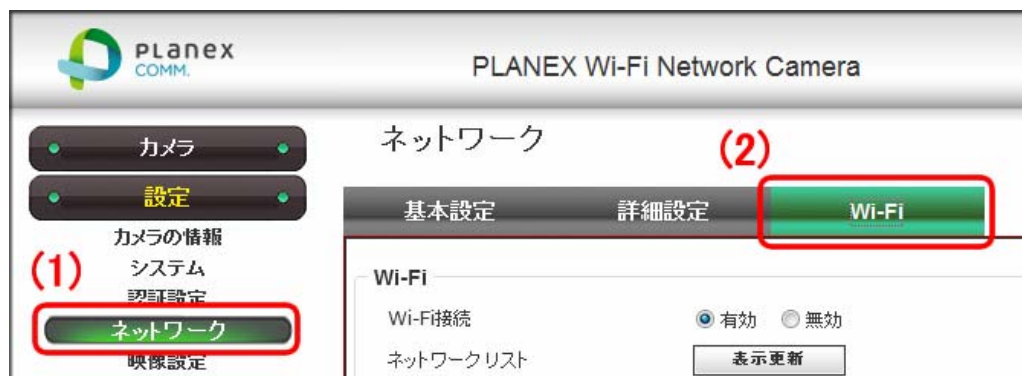 PLANEX
COMM.
PLANEX Wi-Fi Network Camera
カメラ
設定
カメラの情報
システム
認証設定
(1)
ネットワーク
映像設定
ネットワーク
(2)
基本設定 詳細設定 Wi-Fi
Wi-Fi
Wi-Fi接続 有効 無効
ネットワークリスト 表示更新